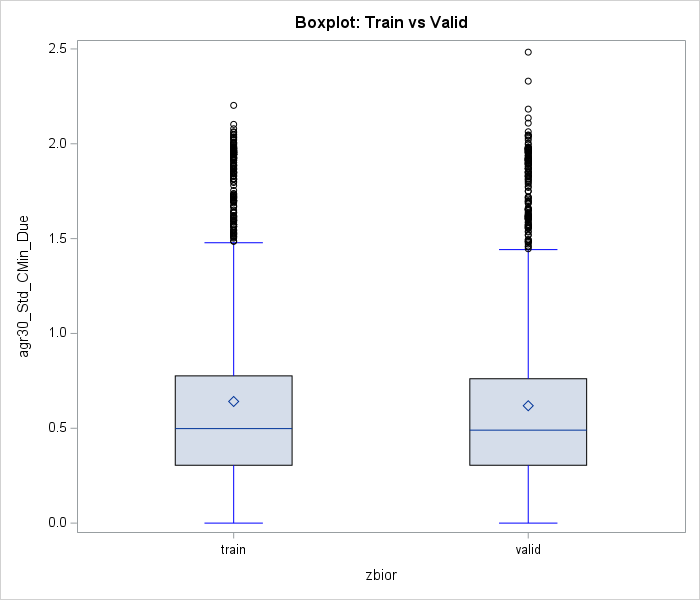 Boxplot: Train vs Valid
2.5
2.0
1.5
1.0
0.5
0.0
agr30_Std_CMin_Due
train
valid
zbior